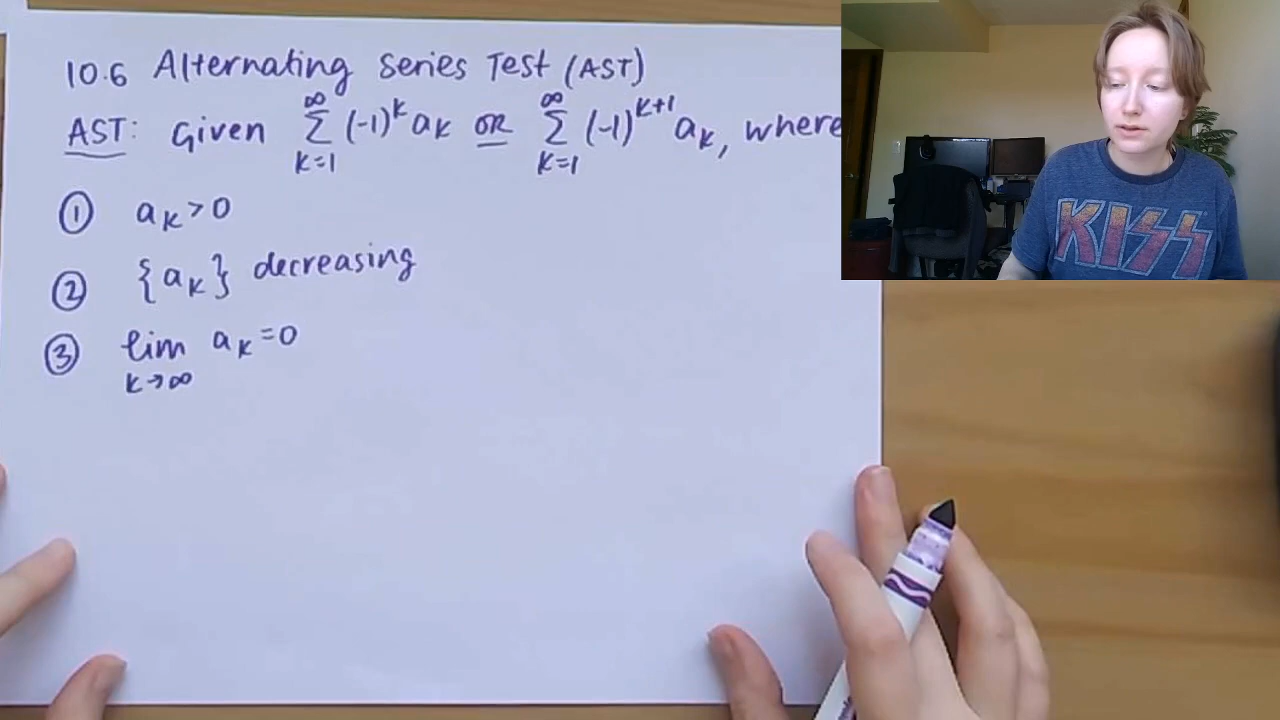 10.6 Alternating Series Test (AST)
AST: Given ∞∑k=1 (-1)^k a_k OR ∞∑k=1 (-1)^{k+1} a_k, where
① a_k > 0
② {a_k} decreasing
③ lim k→∞ a_k = 0
KISS